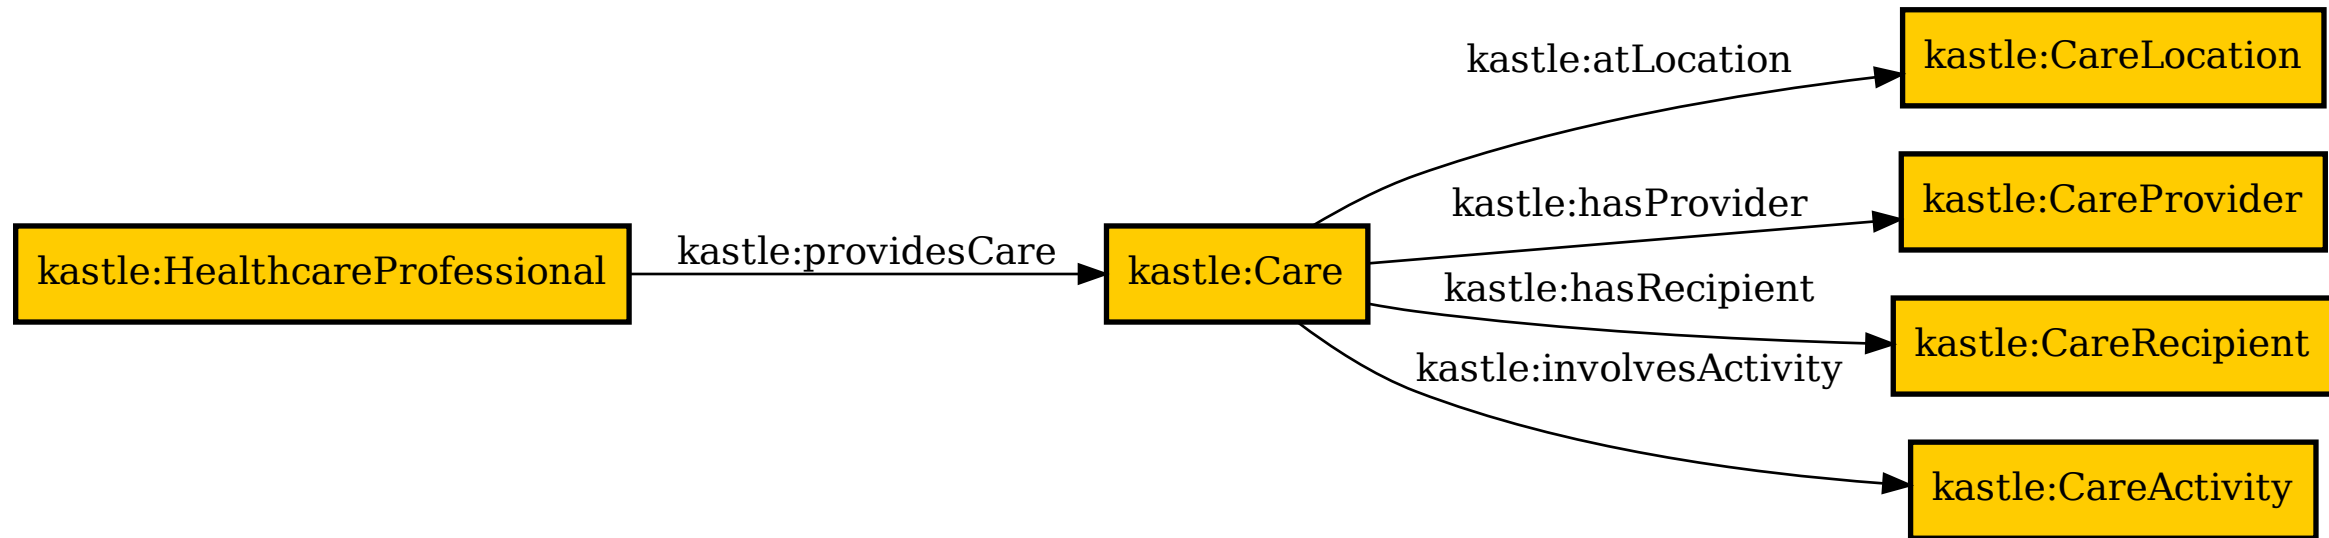 kastle:HealthcareProfessional
kastle:providesCare
kastle:Care
kastle:atLocation
kastle:CareLocation
kastle:hasProvider
kastle:CareProvider
kastle:hasRecipient
kastle:CareRecipient
kastle:involvesActivity
kastle:CareActivity